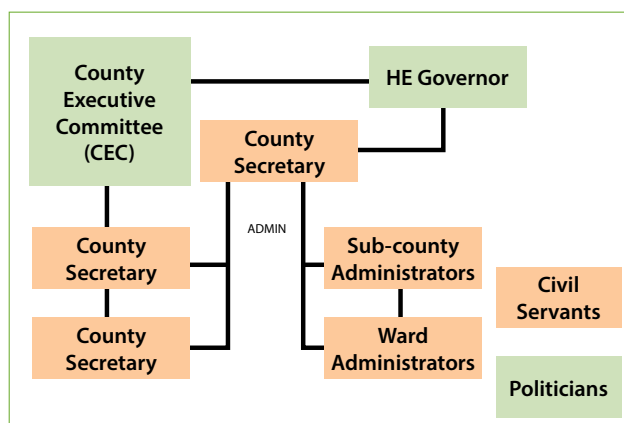 County
Executive
Committee
(CEC)
HE Governor
County
Secretary
ADMIN
County
Secretary
Sub-county
Administrators
County
Secretary
Ward
Administrators
Civil
Servants
Politicians